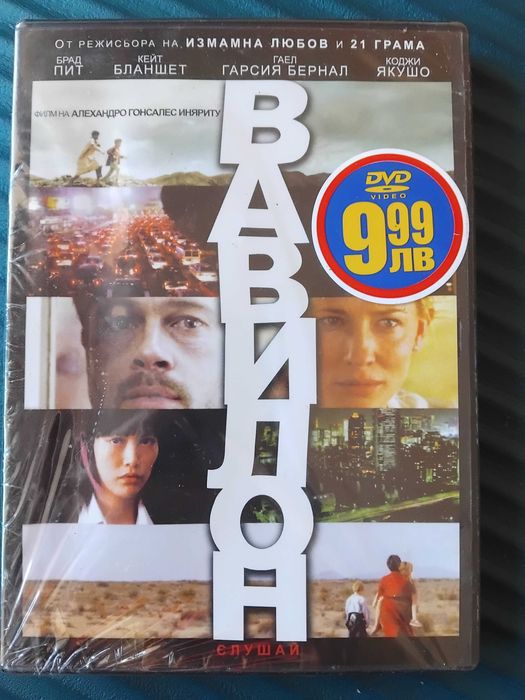 От режисьора на Измамна любов и 21 грама
БРАД ПИТ
КЕЙТ БЛАНШЕТ
ГАЕЛ ГАРСИЯ БЕРНАЛ
КОДЖИ ЯКУШО
ФИЛМ НА АЛЕХАНДРО ГОНСАЛЕС ИНЯРИТУ
ВАВИЛОН
DVD
VIDEO
9 99
ЛВ
СЛУШАЙ